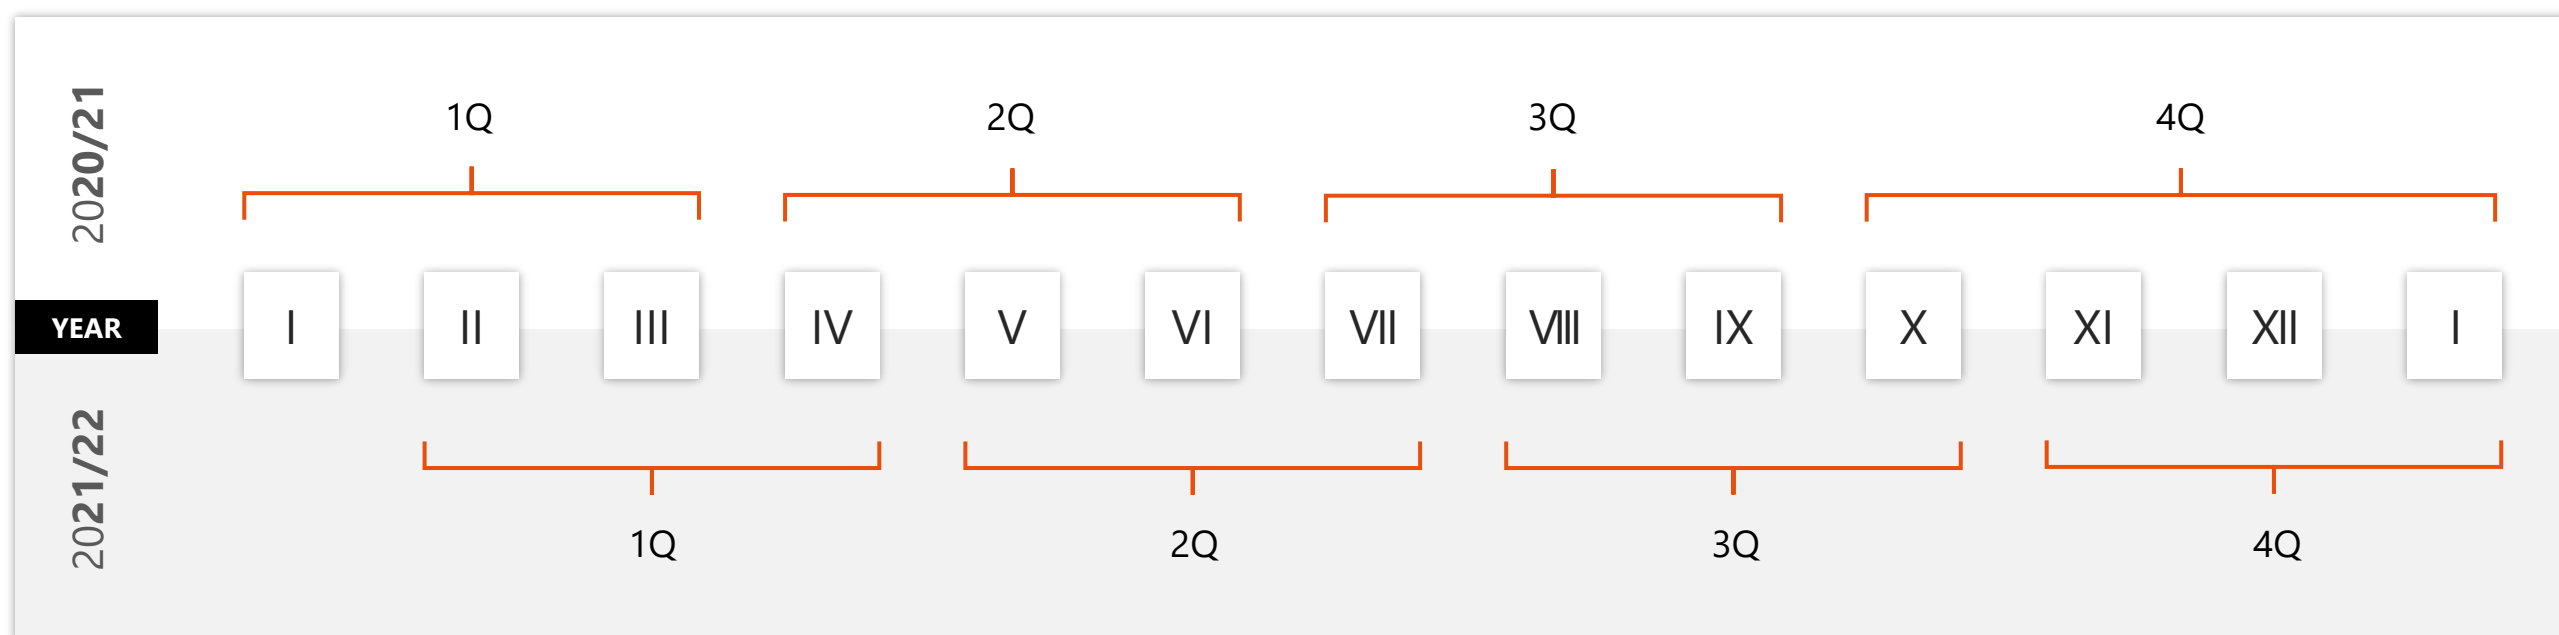 2020/21
1Q 2Q 3Q 4Q
YEAR
I II III IV V VI VII VIII IX X XI XII I
2021/22
1Q 2Q 3Q 4Q